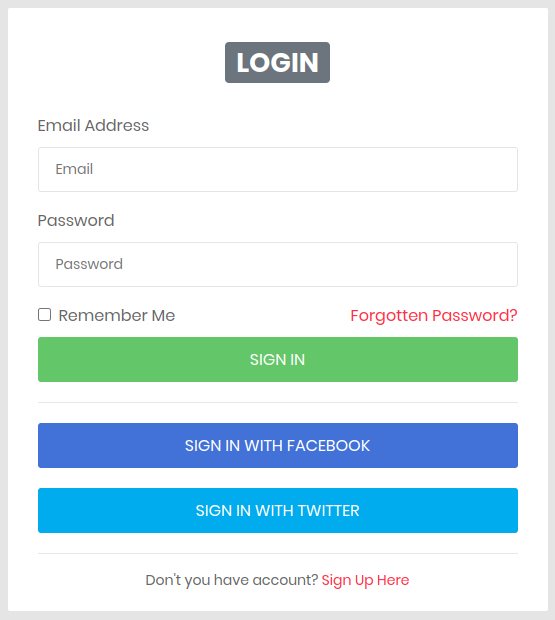 LOGIN
Email Address
Email
Password
Password
Remember Me Forgotten Password?
SIGN IN
SIGN IN WITH FACEBOOK
SIGN IN WITH TWITTER
Don't you have account? Sign Up Here